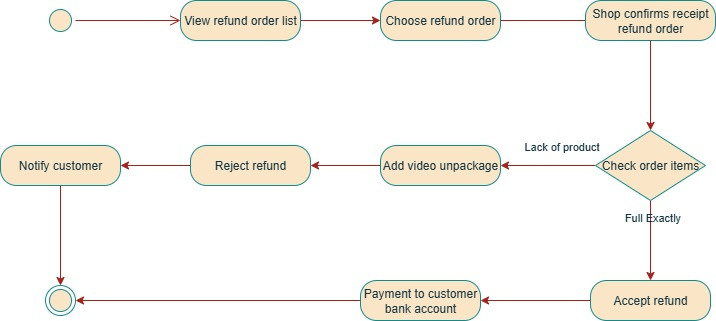 View refund order list
Choose refund order
Shop confirms receipt
refund order
Lack of product
Notify customer
Reject refund
Add video unpackage
Check order items
Full Exactly
Payment to customer
bank account
Accept refund